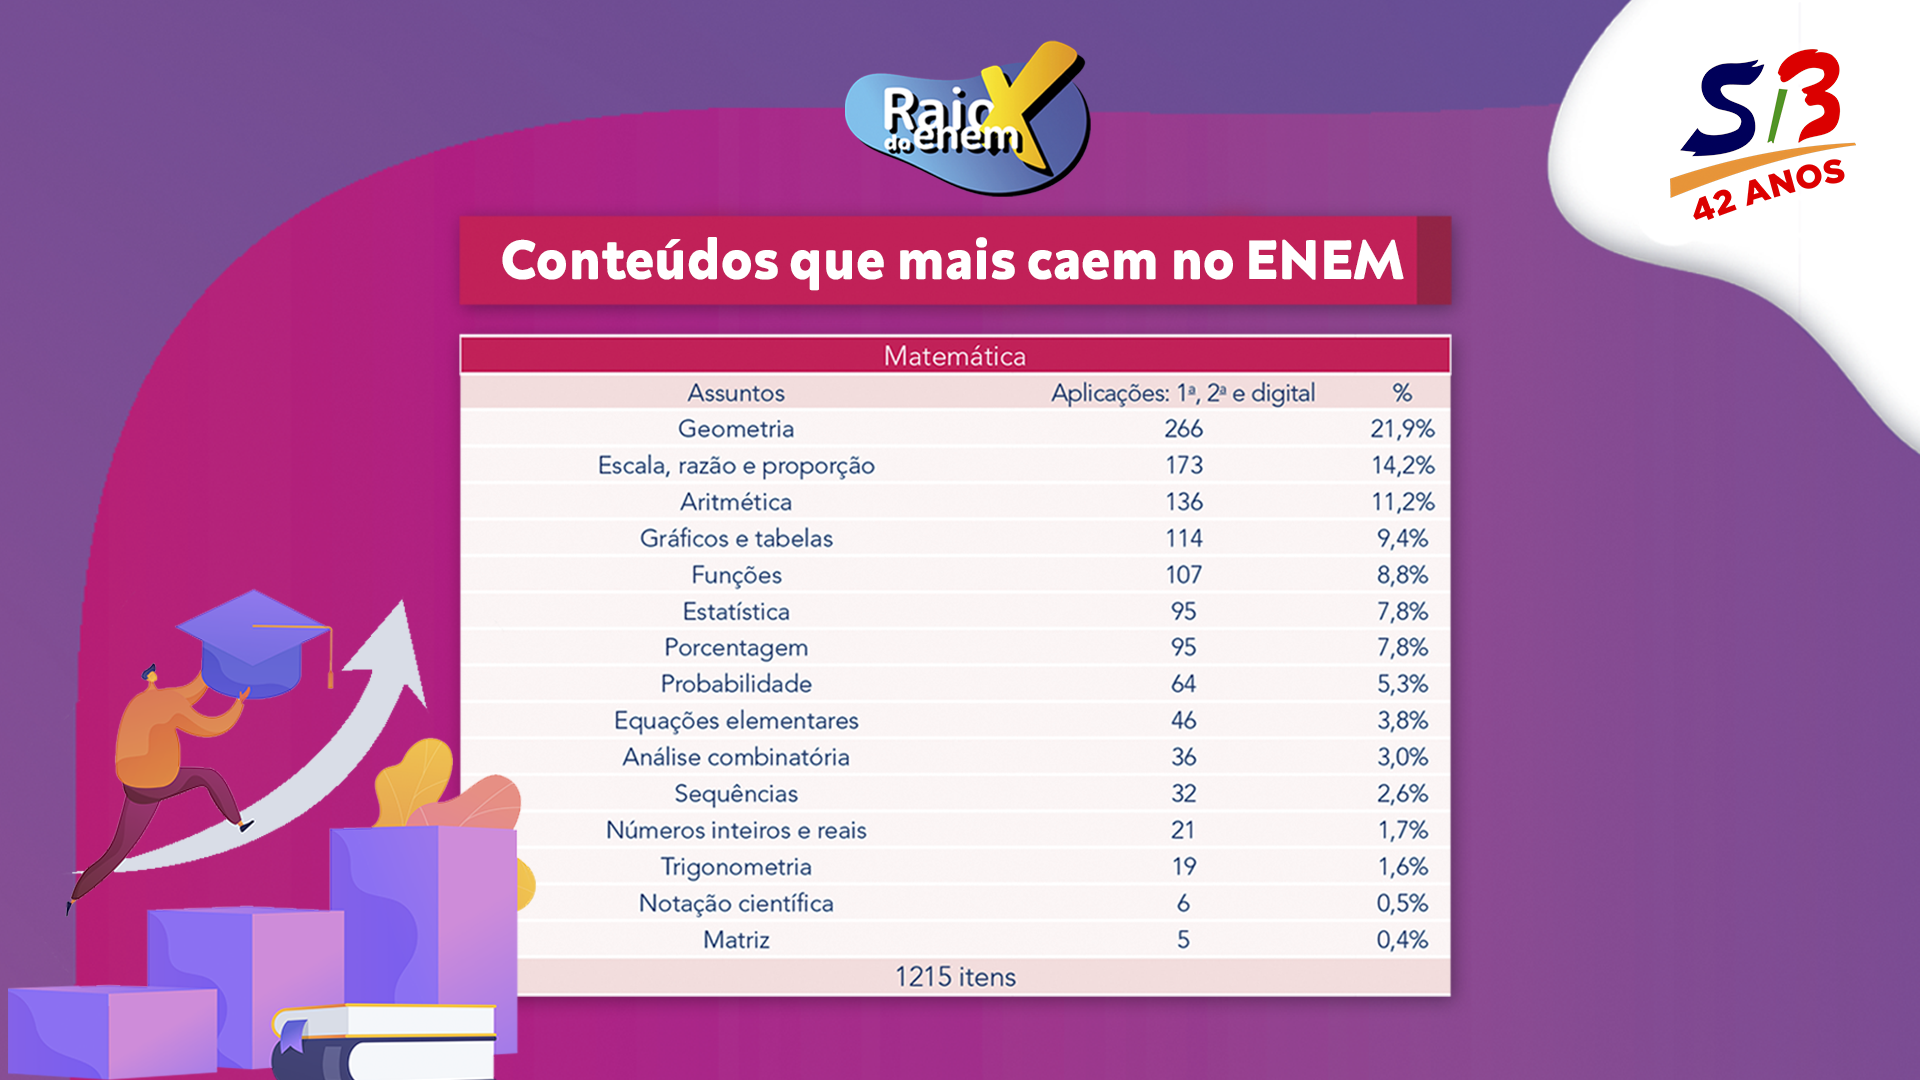 RaioX
do enem
Si3
42 ANOS
Conteúdos que mais caem no ENEM
Matemática
Assuntos Aplicações: 1ª, 2ª e digital %
Geometria 266 21,9%
Escala, razão e proporção 173 14,2%
Aritmética 136 11,2%
Gráficos e tabelas 114 9,4%
Funções 107 8,8%
Estatística 95 7,8%
Porcentagem 95 7,8%
Probabilidade 64 5,3%
Equações elementares 46 3,8%
Análise combinatória 36 3,0%
Sequências 32 2,6%
Números inteiros e reais 21 1,7%
Trigonometria 19 1,6%
Notação científica 6 0,5%
Matriz 5 0,4%
1215 itens